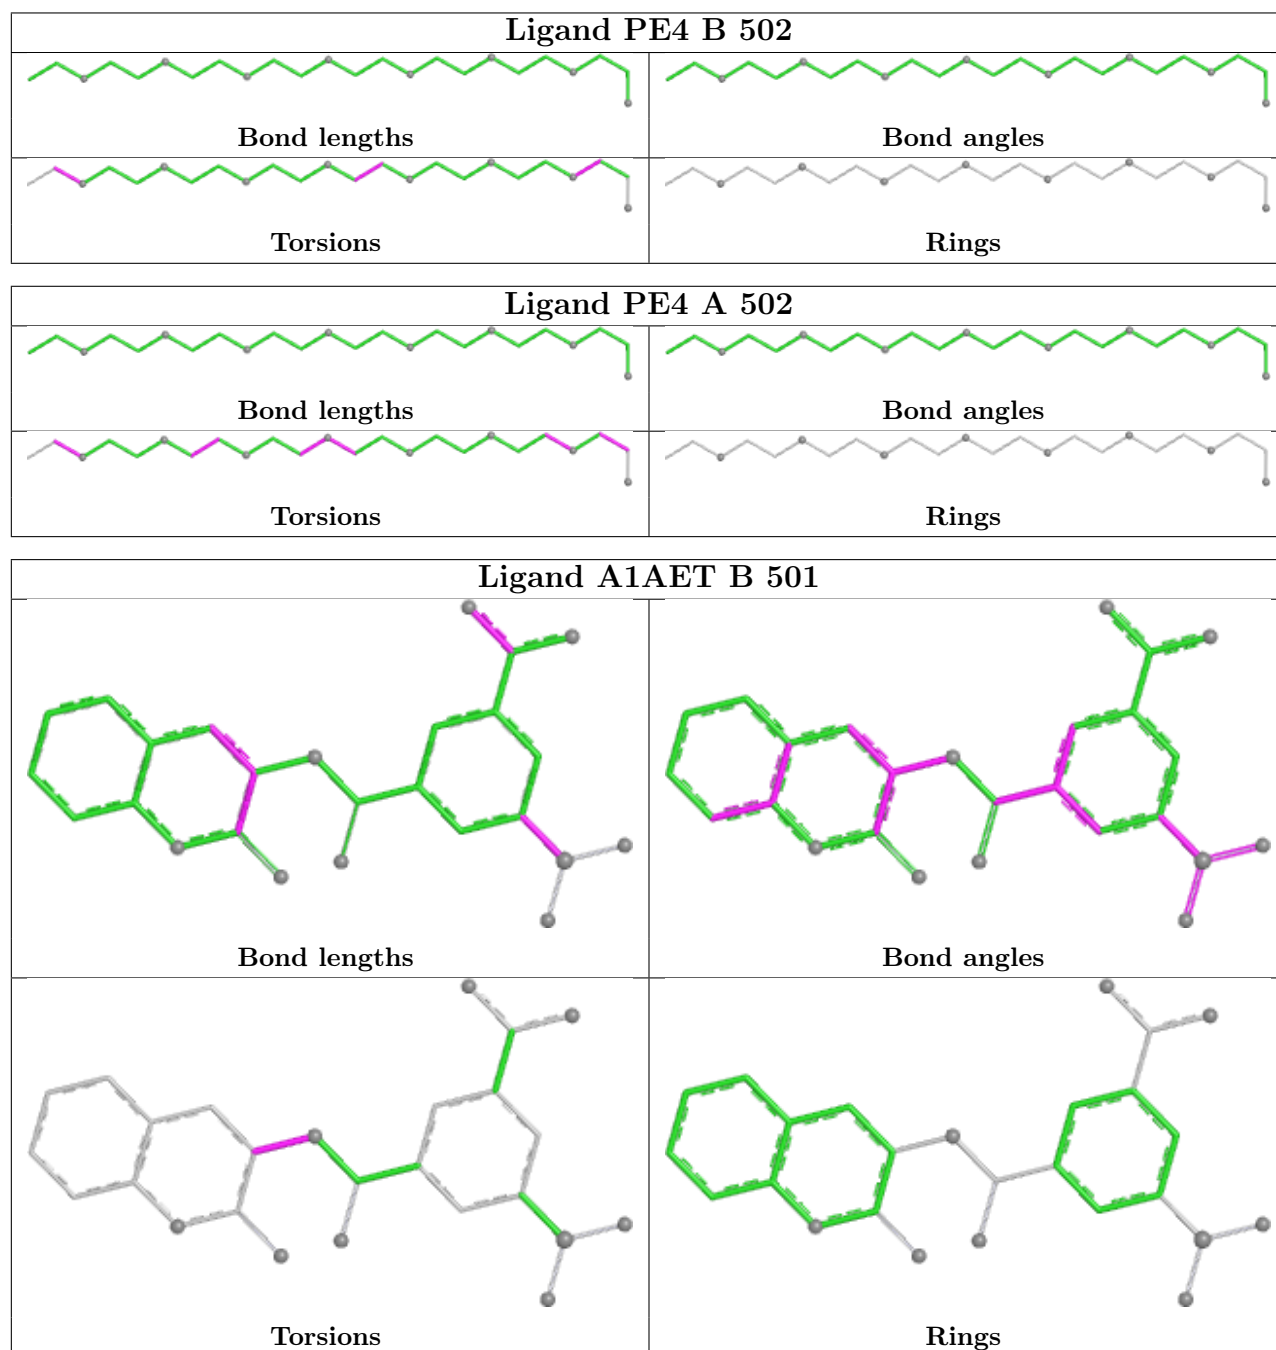 Ligand PE4 B 502
Bond lengths
Bond angles
Torsions
Rings
Ligand PE4 A 502
Bond lengths
Bond angles
Torsions
Rings
Ligand A1AET B 501
Bond lengths
Bond angles
Torsions
Rings